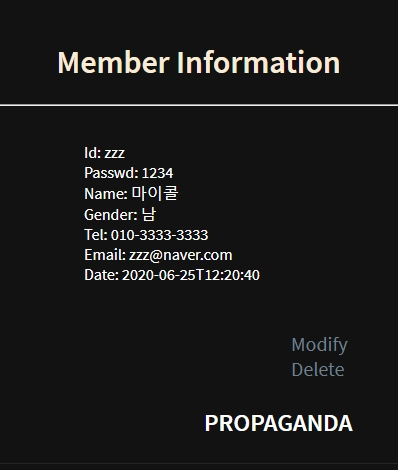 Member Information
Id: zzz
Passwd: 1234
Name: 마이콜
Gender: 남
Tel: 010-3333-3333
Email: zzz@naver.com
Date: 2020-06-25T12:20:40
Modify
Delete
PROPAGANDA